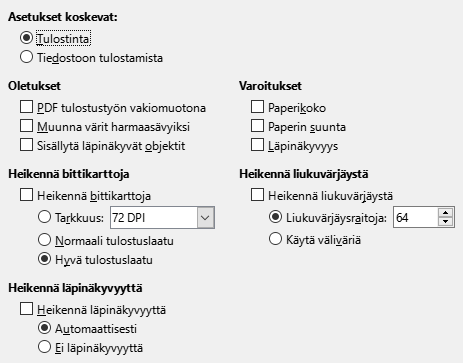 Asetukset koskevat:
Tulostinta
Tiedostoon tulostamista
Oletukset
PDF tulostustyön vakiomuotona
Muunna värit harmaasävyiksi
Sisällytä läpinäkyvät objektit
Varoitukset
Paperikoko
Paperin suunta
Läpinäkyvyys
Heikennä bittikarttoja
Heikennä bittikarttoja
Tarkkuus: 72 DPI
Normaali tulostuslaatu
Hyvä tulostuslaatu
Heikennä liukuvärjäystä
Heikennä liukuvärjäystä
Liukuvärjäysraitoja: 64
Käytä väliväriä
Heikennä läpinäkyvyyttä
Heikennä läpinäkyvyyttä
Automaattisesti
Ei läpinäkyvyyttä